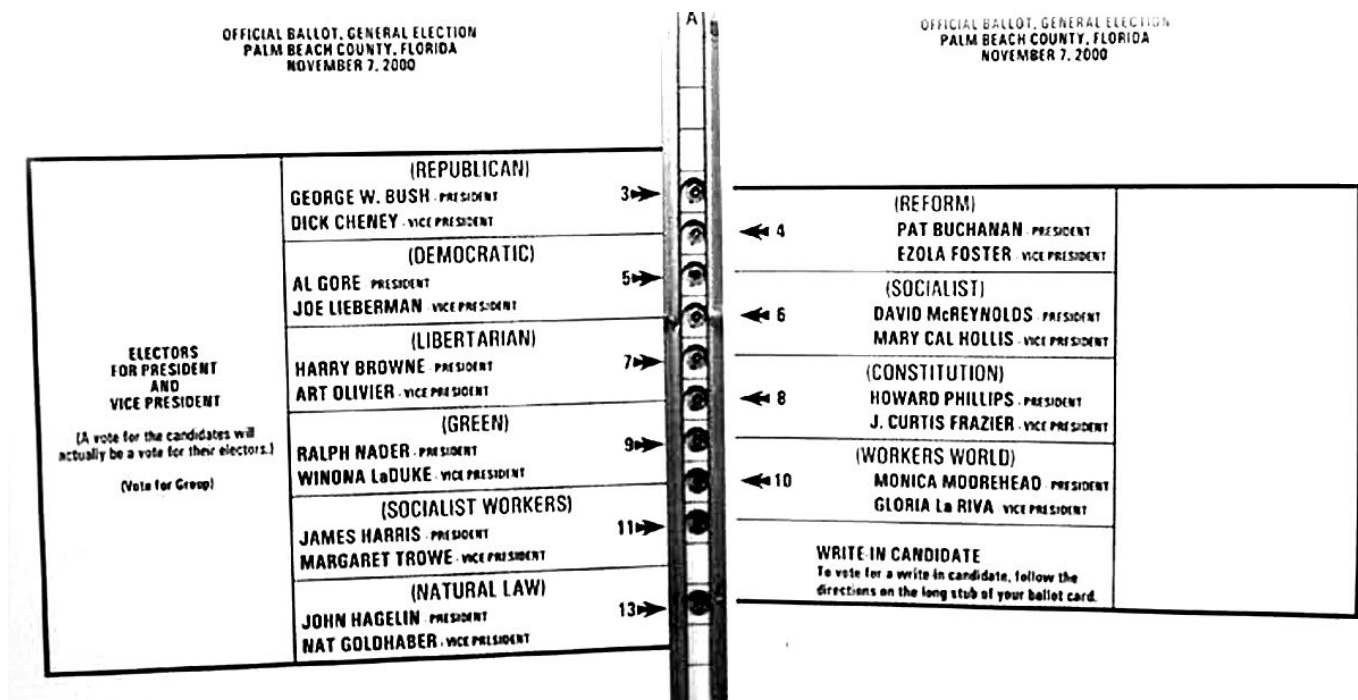 OFFICIAL BALLOT, GENERAL ELECTION
PALM BEACH COUNTY, FLORIDA
NOVEMBER 7, 2000
ELECTORS
FOR PRESIDENT
AND
VICE PRESIDENT
(A vote for the candidates will
actually be a vote for their electors.)
(Vote for Group)
(REPUBLICAN)
GEORGE W. BUSH - PRESIDENT 3
DICK CHENEY - VICE PRESIDENT
(DEMOCRATIC)
AL GORE - PRESIDENT 5
JOE LIEBERMAN - VICE PRESIDENT
(LIBERTARIAN)
HARRY BROWNE - PRESIDENT 7
ART OLIVIER - VICE PRESIDENT
(GREEN)
RALPH NADER - PRESIDENT 9
WINONA LaDUKE - VICE PRESIDENT
(SOCIALIST WORKERS)
JAMES HARRIS - PRESIDENT 11
MARGARET TROWE - VICE PRESIDENT
(NATURAL LAW)
JOHN HAGELIN - PRESIDENT 13
NAT GOLDHABER - VICE PRESIDENT
A
OFFICIAL BALLOT, GENERAL ELECTION
PALM BEACH COUNTY, FLORIDA
NOVEMBER 7, 2000
(REFORM)
4 PAT BUCHANAN - PRESIDENT
EZOLA FOSTER - VICE PRESIDENT
(SOCIALIST)
6 DAVID McREYNOLDS - PRESIDENT
MARY CAL HOLLIS - VICE PRESIDENT
(CONSTITUTION)
8 HOWARD PHILLIPS - PRESIDENT
J. CURTIS FRAZIER - VICE PRESIDENT
(WORKERS WORLD)
10 MONICA MOOREHEAD - PRESIDENT
GLORIA La RIVA - VICE PRESIDENT
WRITE-IN CANDIDATE
To vote for a write-in candidate, follow the
directions on the long stub of your ballot card.